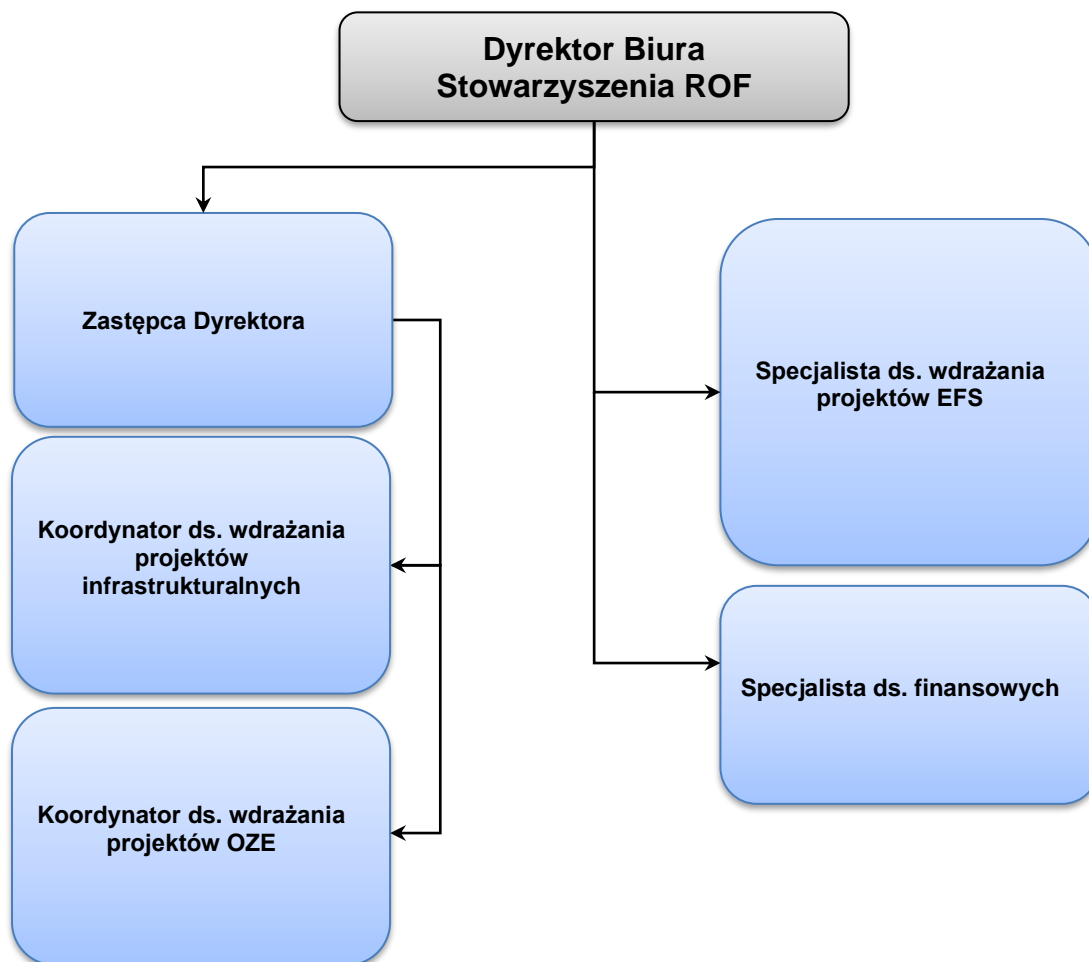 Dyrektor Biura
Stowarzyszenia ROF
Zastępca Dyrektora
Koordynator ds. wdrażania
projektów
infrastrukturalnych
Koordynator ds. wdrażania
projektów OZE
Specjalista ds. wdrażania
projektów EFS
Specjalista ds. finansowych